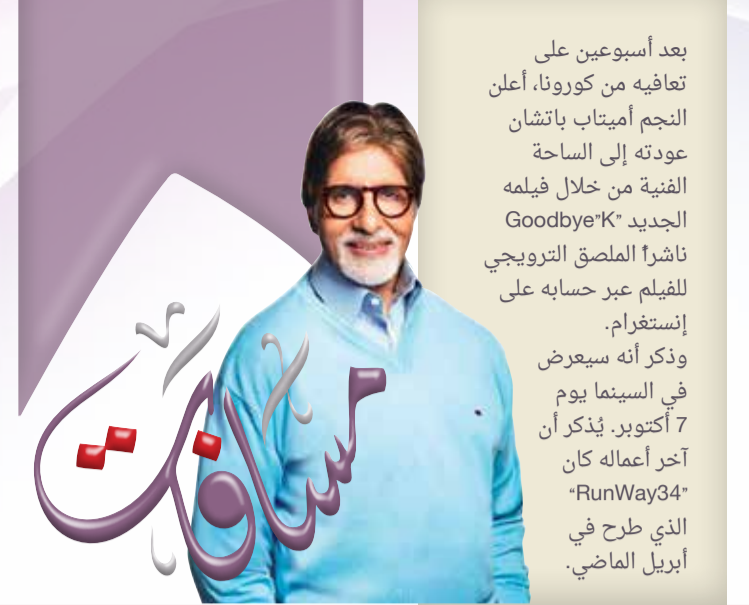 بعد أسبوعين على
تعافيه من كورونا، أعلن
النجم أميتاب باتشان
عودته إلى الساحة
الفنية من خلال فيلمه
الجديد ”Goodbye”K“
ناشراً الملصق الترويجي
للفيلم عبر حسابه على
إنستغرام.
وذكر أنه سيعرض
في السينما يوم
7 أكتوبر. يُذكر أن
آخر أعماله كان
”RunWay34“
الذي طرح في
أبريل الماضي.
مسافات